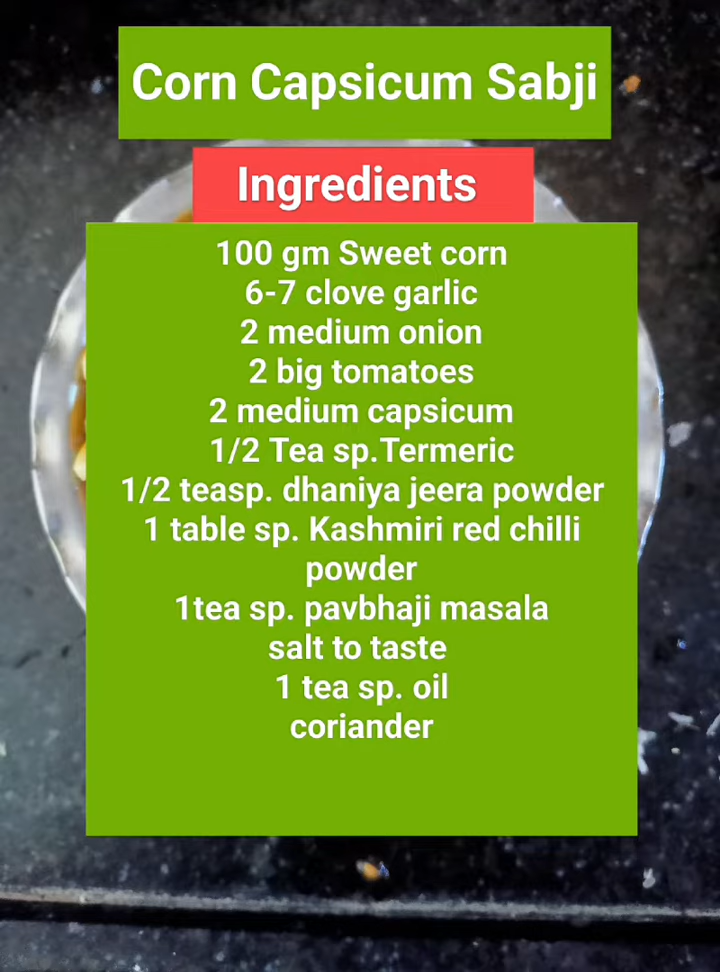 Corn Capsicum Sabji
Ingredients
100 gm Sweet corn
6-7 clove garlic
2 medium onion
2 big tomatoes
2 medium capsicum
1/2 Tea sp.Termeric
1/2 teasp. dhaniya jeera powder
1 table sp. Kashmiri red chilli
powder
1tea sp. pavbhaji masala
salt to taste
1 tea sp. oil
coriander